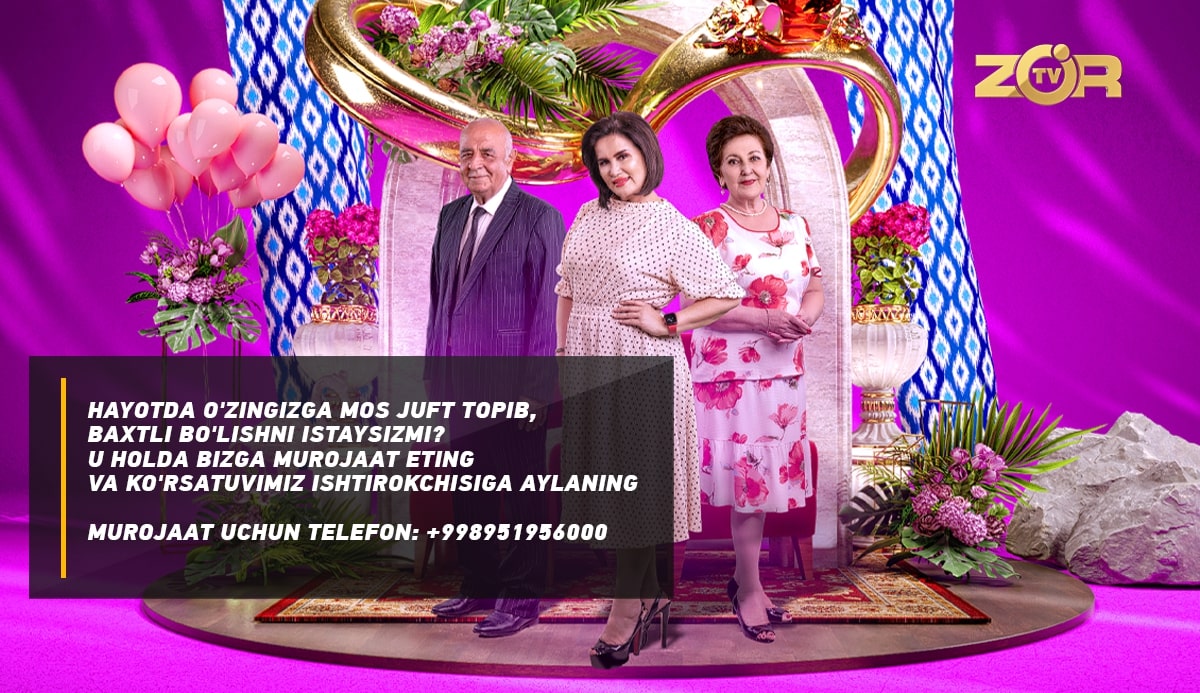 ZO'R
TV
HAYOTDA O'ZINGIZGA MOS JUFT TOPIB,
BAXTLI BO'LISHNI ISTAYSIZMI?
U HOLDA BIZGA MUROJAAT ETING
VA KO'RSATUVIMIZ ISHTIROKCHISIGA AYLANING
MUROJAAT UCHUN TELEFON: +998951956000